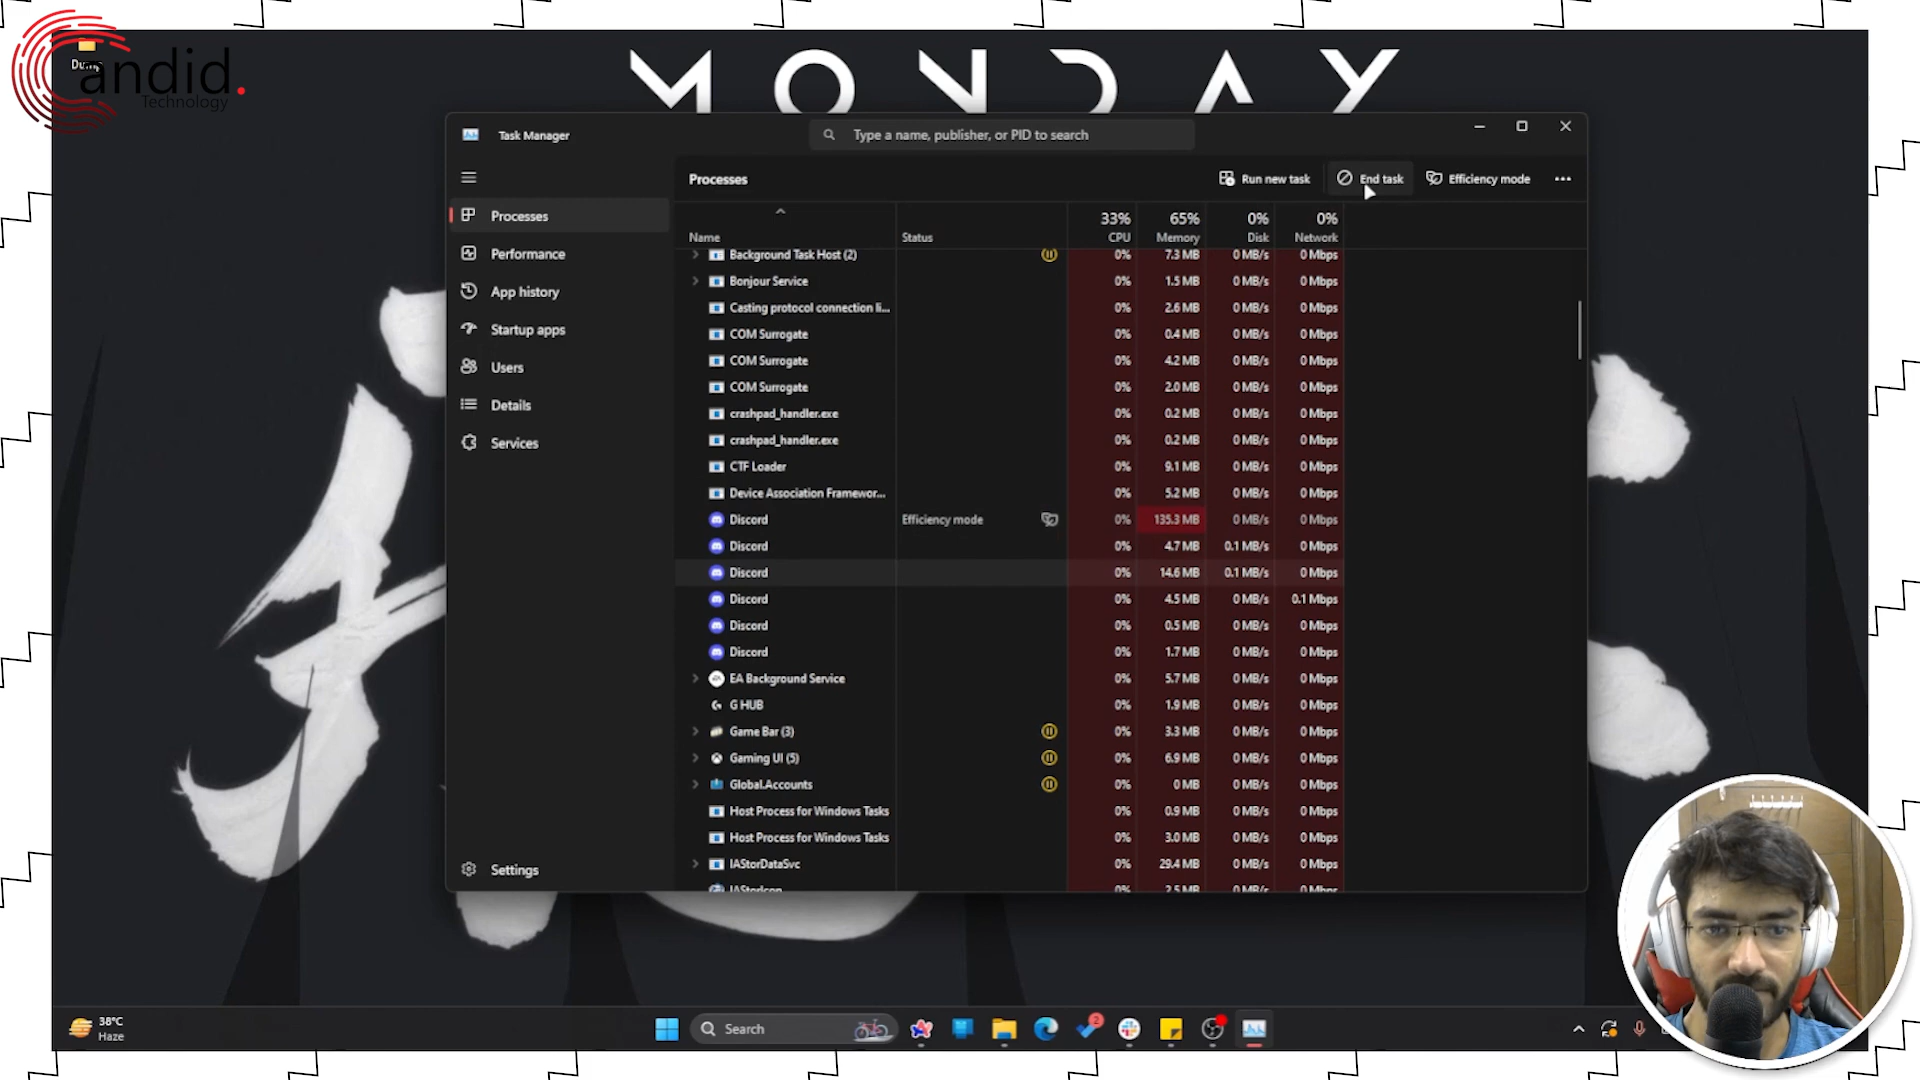 MONDAY
Dump
andid.
Technology
Task Manager
Type a name, publisher, or PID to search
Processes
Run new task
End task
Efficiency mode
Processes
Performance
App history
Startup apps
Users
Details
Services
Settings
33% 65% 0% 0%
Name Status CPU Memory Disk Network
Background Task Host (2) 0% 7.3 MB 0 MB/s 0 Mbps
Bonjour Service 0% 1.5 MB 0 MB/s 0 Mbps
Casting protocol connection li... 0% 2.6 MB 0 MB/s 0 Mbps
COM Surrogate 0% 0.4 MB 0 MB/s 0 Mbps
COM Surrogate 0% 4.2 MB 0 MB/s 0 Mbps
COM Surrogate 0% 2.0 MB 0 MB/s 0 Mbps
crashpad_handler.exe 0% 0.2 MB 0 MB/s 0 Mbps
crashpad_handler.exe 0% 0.2 MB 0 MB/s 0 Mbps
CTF Loader 0% 9.1 MB 0 MB/s 0 Mbps
Device Association Framewor... 0% 5.2 MB 0 MB/s 0 Mbps
Discord Efficiency mode 0% 135.3 MB 0 MB/s 0 Mbps
Discord 0% 4.7 MB 0.1 MB/s 0 Mbps
Discord 0% 14.6 MB 0.1 MB/s 0 Mbps
Discord 0% 4.5 MB 0 MB/s 0.1 Mbps
Discord 0% 0.5 MB 0 MB/s 0 Mbps
Discord 0% 1.7 MB 0 MB/s 0 Mbps
EA Background Service 0% 5.7 MB 0 MB/s 0 Mbps
G HUB 0% 1.9 MB 0 MB/s 0 Mbps
Game Bar (3) 0% 3.3 MB 0 MB/s 0 Mbps
Gaming UI (5) 0% 6.9 MB 0 MB/s 0 Mbps
Global.Accounts 0% 0 MB 0 MB/s 0 Mbps
Host Process for Windows Tasks 0% 0.9 MB 0 MB/s 0 Mbps
Host Process for Windows Tasks 0% 3.0 MB 0 MB/s 0 Mbps
IAStorDataSvc 0% 29.4 MB 0 MB/s 0 Mbps
IAStorIcon 0% 2.5 MB 0 MB/s 0 Mbps
38°C
Haze
Search
2